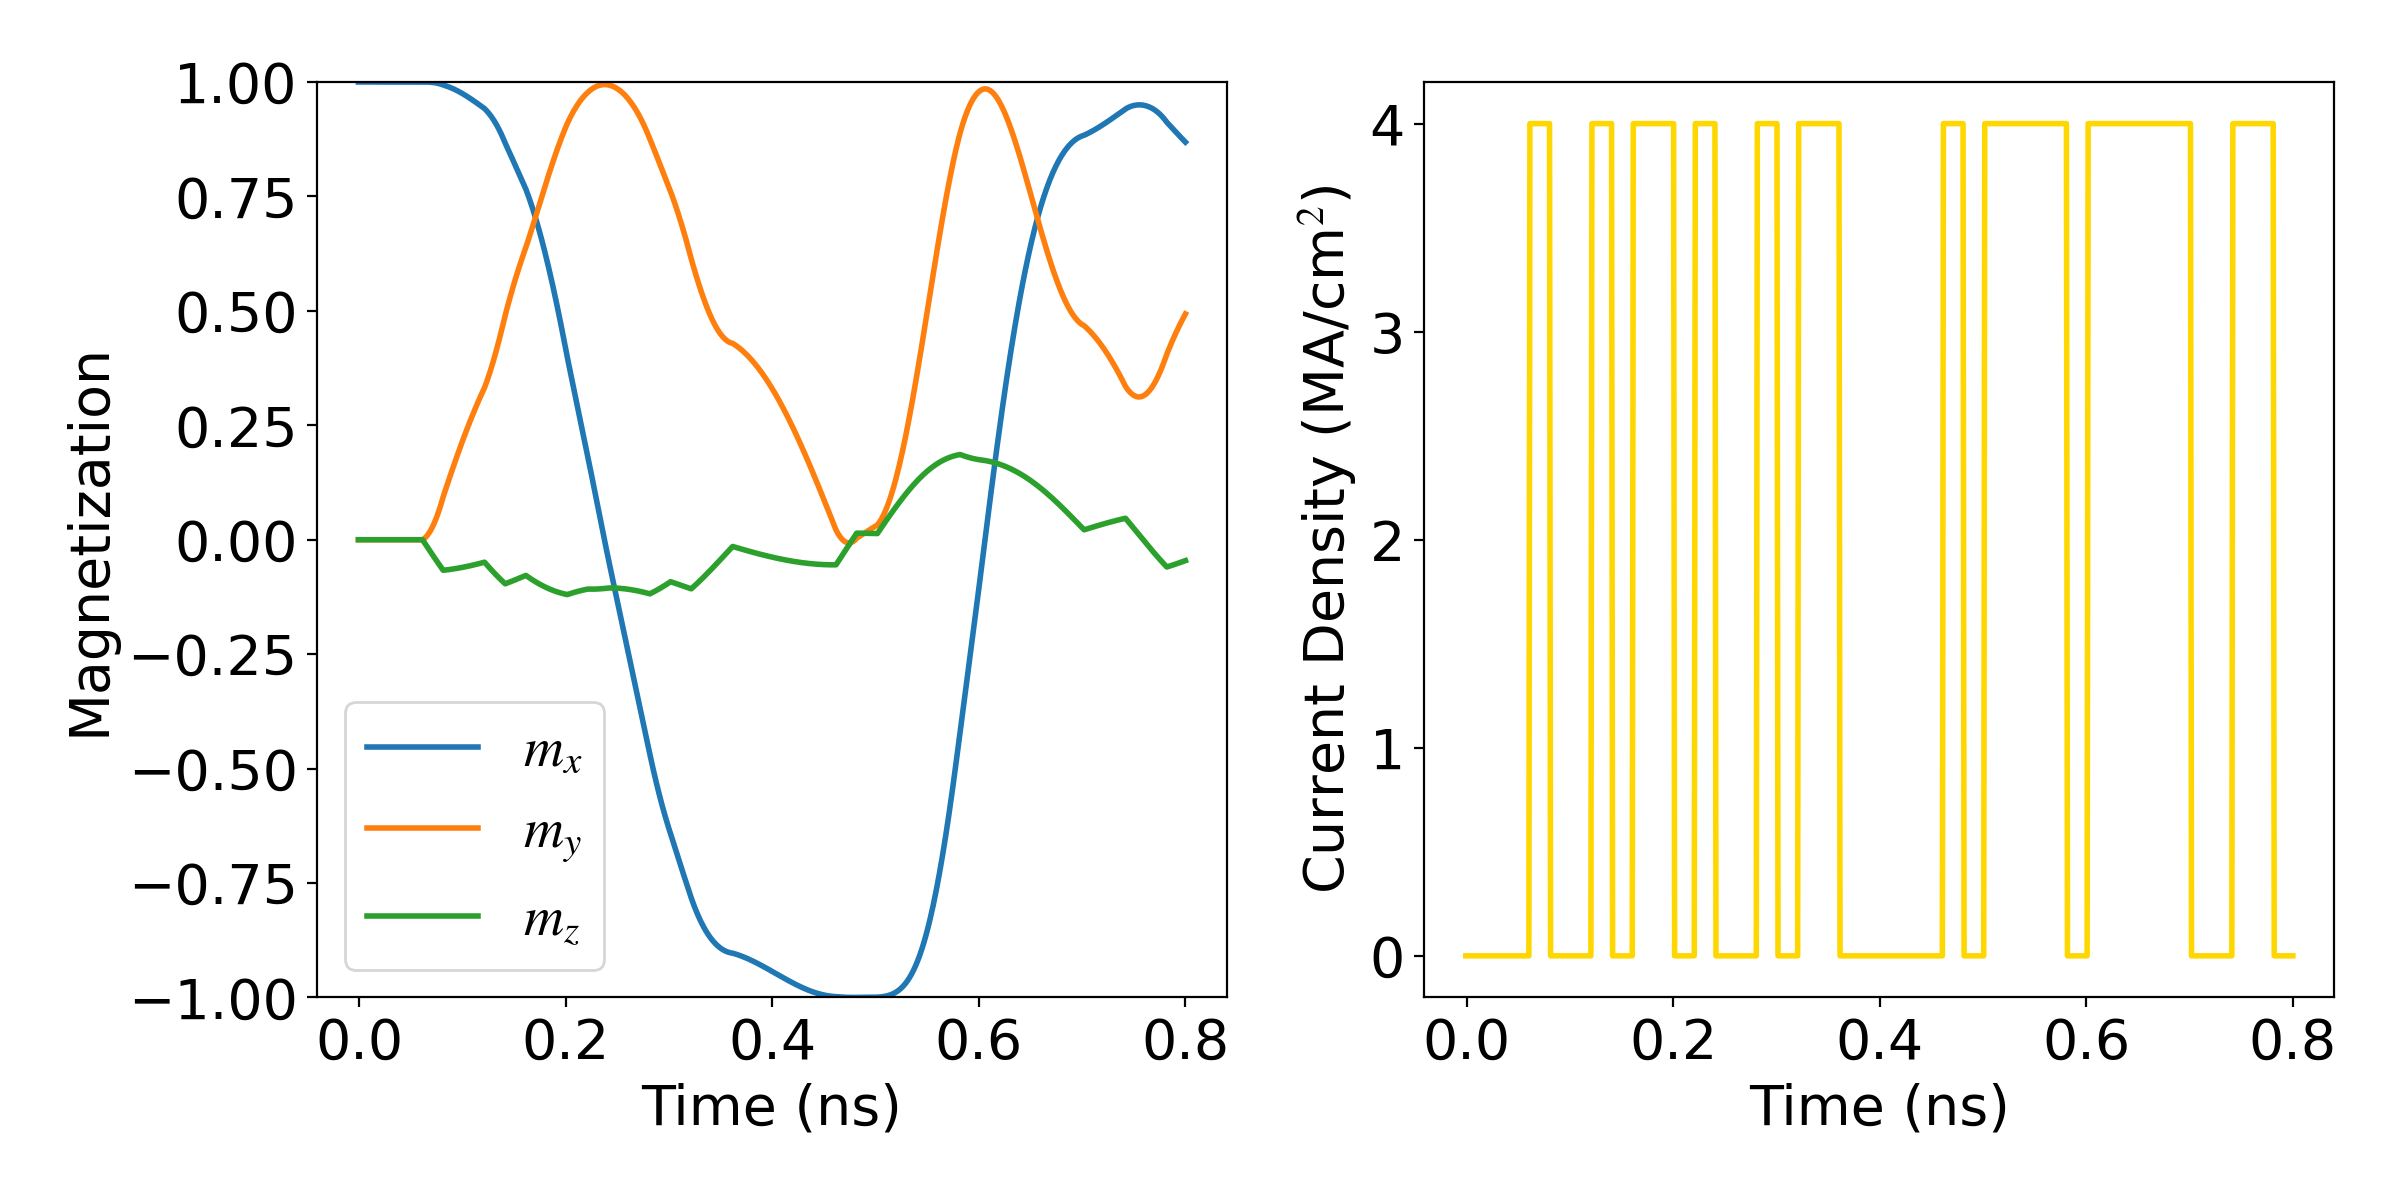 1.00
0.75
0.50
0.25
0.00
−0.25
−0.50
−0.75
−1.00
Magnetization
m_x
m_y
m_z
0.0 0.2 0.4 0.6 0.8
Time (ns)
4
3
2
1
0
Current Density (MA/cm²)
0.0 0.2 0.4 0.6 0.8
Time (ns)